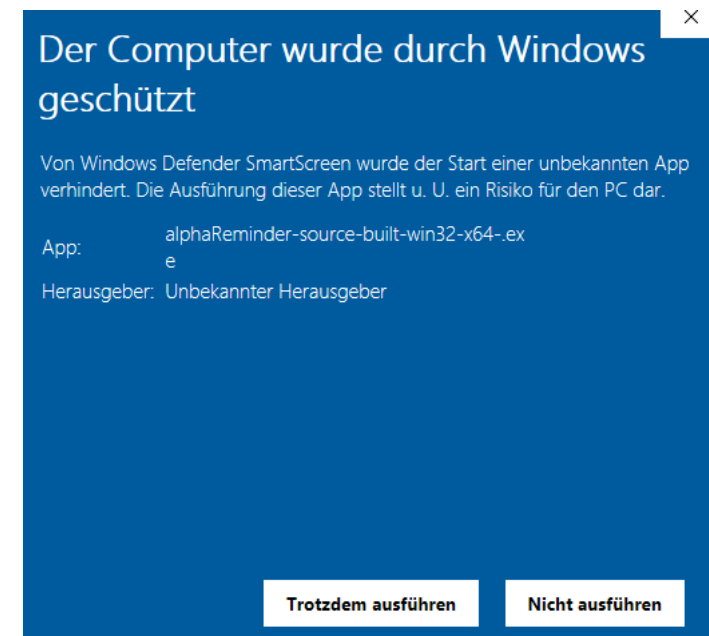 Der Computer wurde durch Windows
geschützt
Von Windows Defender SmartScreen wurde der Start einer unbekannten App
verhindert. Die Ausführung dieser App stellt u. U. ein Risiko für den PC dar.
App: alphaReminder-source-built-win32-x64-.ex
e
Herausgeber: Unbekannter Herausgeber
Trotzdem ausführen Nicht ausführen